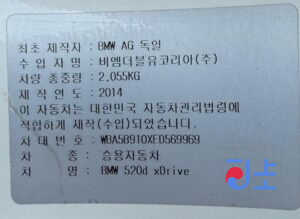 최초 제작자 : BMW AG 독일
수 입 자 명 : 비엠더블유코리아(주)
차량 총중량 : 2,055KG
제 작 연 도 : 2014
이 자동차는 대한민국 자동차관리법령에
적합하게 제작(수입)되었습니다.
차 대 번 호 : WBA5B910XED569969
차 종 : 승용자동차
차 명 : BMW 520d xDrive